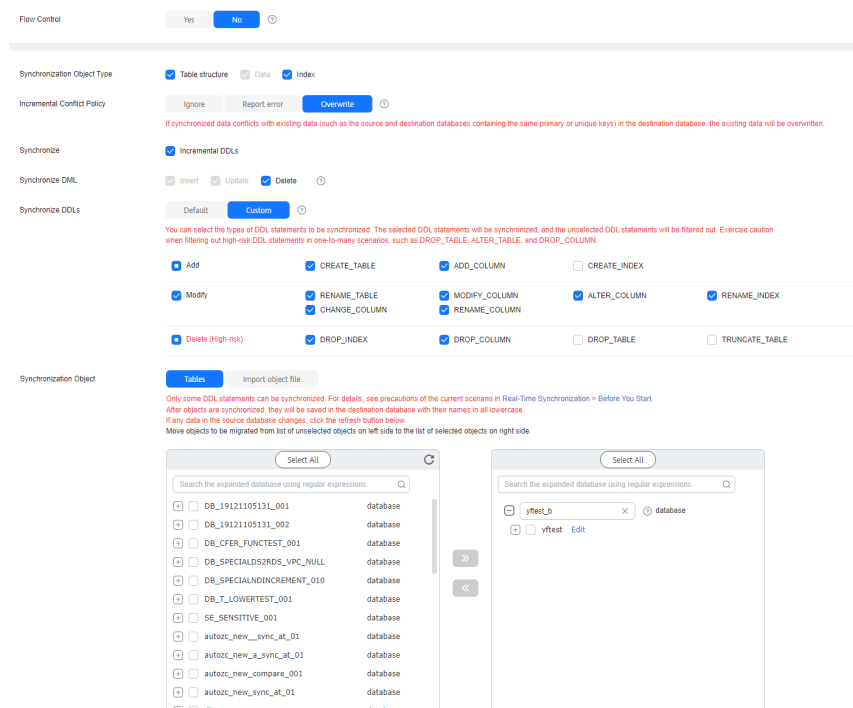 Flow Control Yes No
Synchronization Object Type Table structure Data Index
Incremental Conflict Policy Ignore Report error Overwrite
If synchronized data conflicts with existing data (such as the source and destination databases containing the same primary or unique keys) in the destination database, the existing data will be overwritten.
Synchronize Incremental DDLs
Synchronize DML Insert Update Delete
Synchronize DDLs Default Custom
You can select the types of DDL statements to be synchronized. The selected DDL statements will be synchronized, and the unselected DDL statements will be filtered out. Exercise caution
when filtering out high-risk DDL statements in one-to-many scenarios, such as DROP_TABLE, ALTER_TABLE, and DROP_COLUMN.
Add CREATE_TABLE ADD_COLUMN CREATE_INDEX
Modify RENAME_TABLE MODIFY_COLUMN ALTER_COLUMN RENAME_INDEX
CHANGE_COLUMN RENAME_COLUMN
Delete (High-risk) DROP_INDEX DROP_COLUMN DROP_TABLE TRUNCATE_TABLE
Synchronization Object Tables Import object file
Only some DDL statements can be synchronized. For details, see precautions of the current scenario in Real-Time Synchronization > Before You Start.
After objects are synchronized, they will be saved in the destination database with their names in all lowercase.
If any data in the source database changes, click the refresh button below.
Move objects to be migrated from list of unselected objects on left side to the list of selected objects on right side.
Select All Select All
Search the expanded database using regular expressions. Search the expanded database using regular expressions.
DB_19121105131_001 database yftest_b database
DB_19121105131_002 database yftest Edit
DB_CFER_FUNCTEST_001 database
DB_SPECIALDS2RDS_VPC_NULL database
DB_SPECIALNDINCREMENT_010 database
DB_T_LOWERTEST_001 database
SE_SENSITIVE_001 database
autozc_new__sync_at_01 database
autozc_new_a_sync_at_01 database
autozc_new_compare_001 database
autozc_new_sync_at_01 database